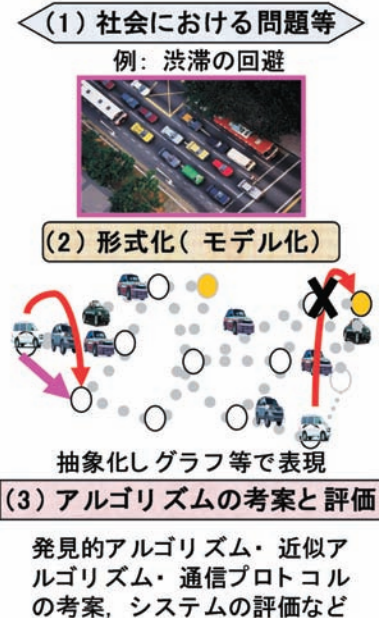 (1) 社会における問題等
例: 渋滞の回避
(2) 形式化( モデル化)
抽象化しグラフ等で表現
(3) アルゴリズムの考案と評価
発見的アルゴリズム・近似ア
ルゴリズム・通信プロトコル
の考案, システムの評価など